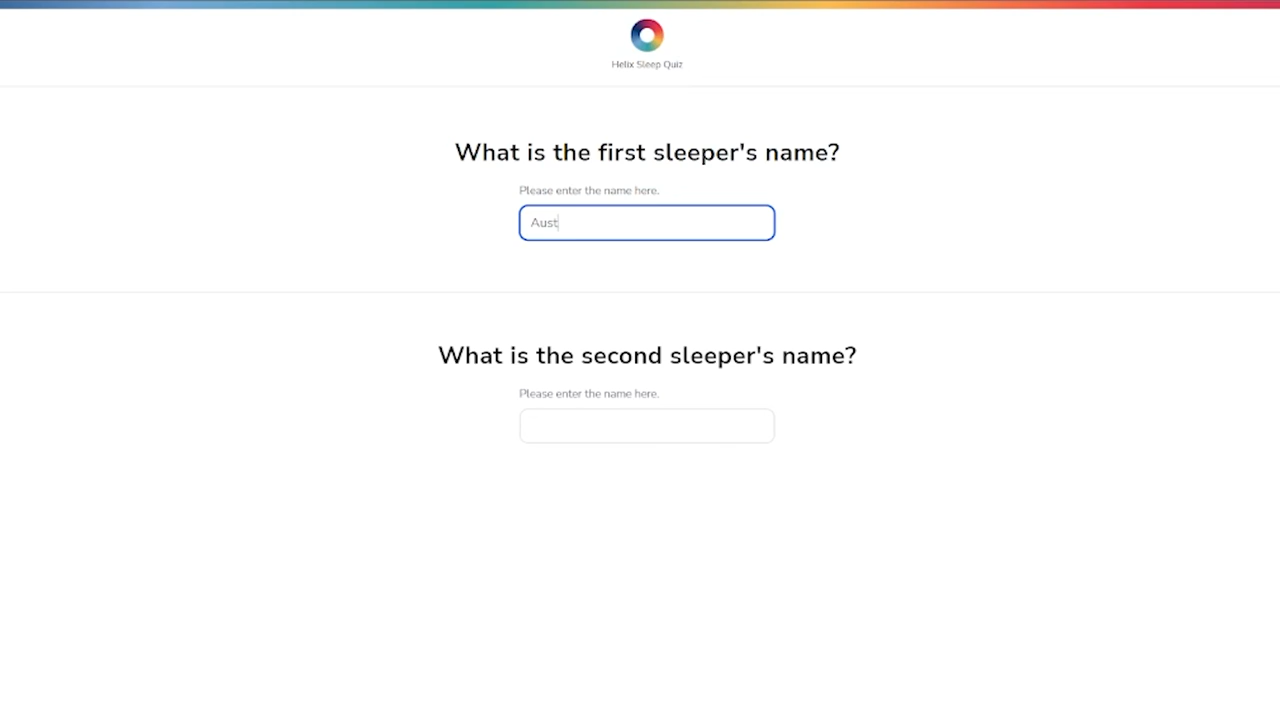 Helix Sleep Quiz
What is the first sleeper's name?
Please enter the name here.
Aust
What is the second sleeper's name?
Please enter the name here.